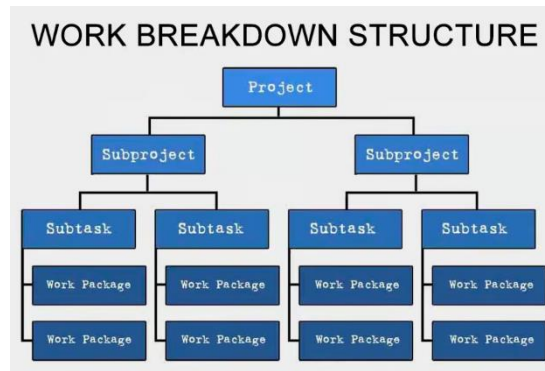 WORK BREAKDOWN STRUCTURE
Project
Subproject Subproject
Subtask Subtask Subtask Subtask
Work Package Work Package Work Package Work Package
Work Package Work Package Work Package Work Package